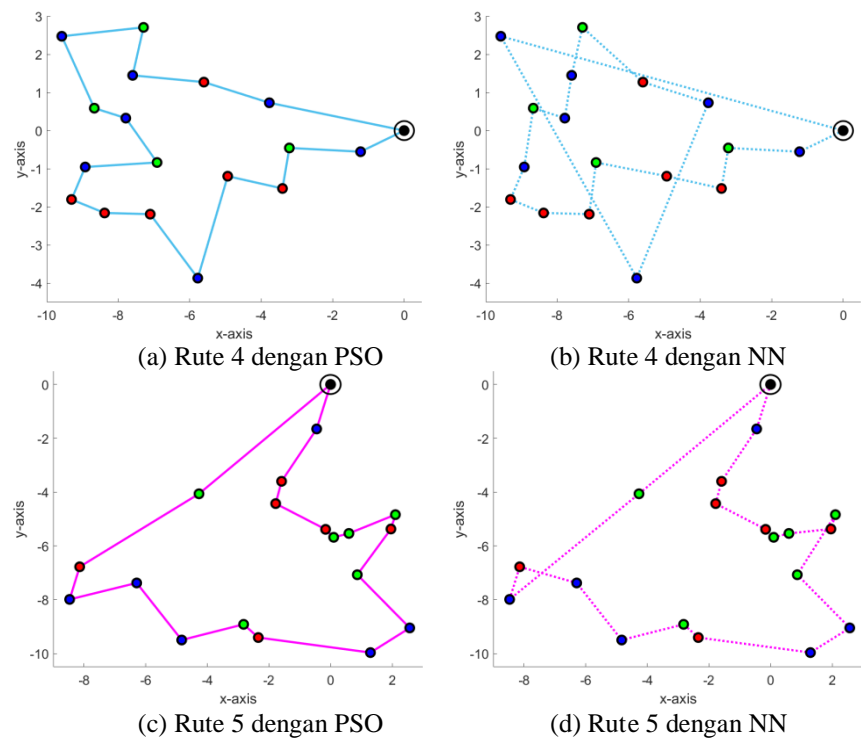 3
2
1
0
-1
-2
-3
-4
y-axis
-10 -8 -6 -4 -2 0
x-axis
(a) Rute 4 dengan PSO
3
2
1
0
-1
-2
-3
-4
y-axis
-10 -8 -6 -4 -2 0
x-axis
(b) Rute 4 dengan NN
0
-2
-4
-6
-8
-10
y-axis
-8 -6 -4 -2 0 2
x-axis
(c) Rute 5 dengan PSO
0
-2
-4
-6
-8
-10
y-axis
-8 -6 -4 -2 0 2
x-axis
(d) Rute 5 dengan NN